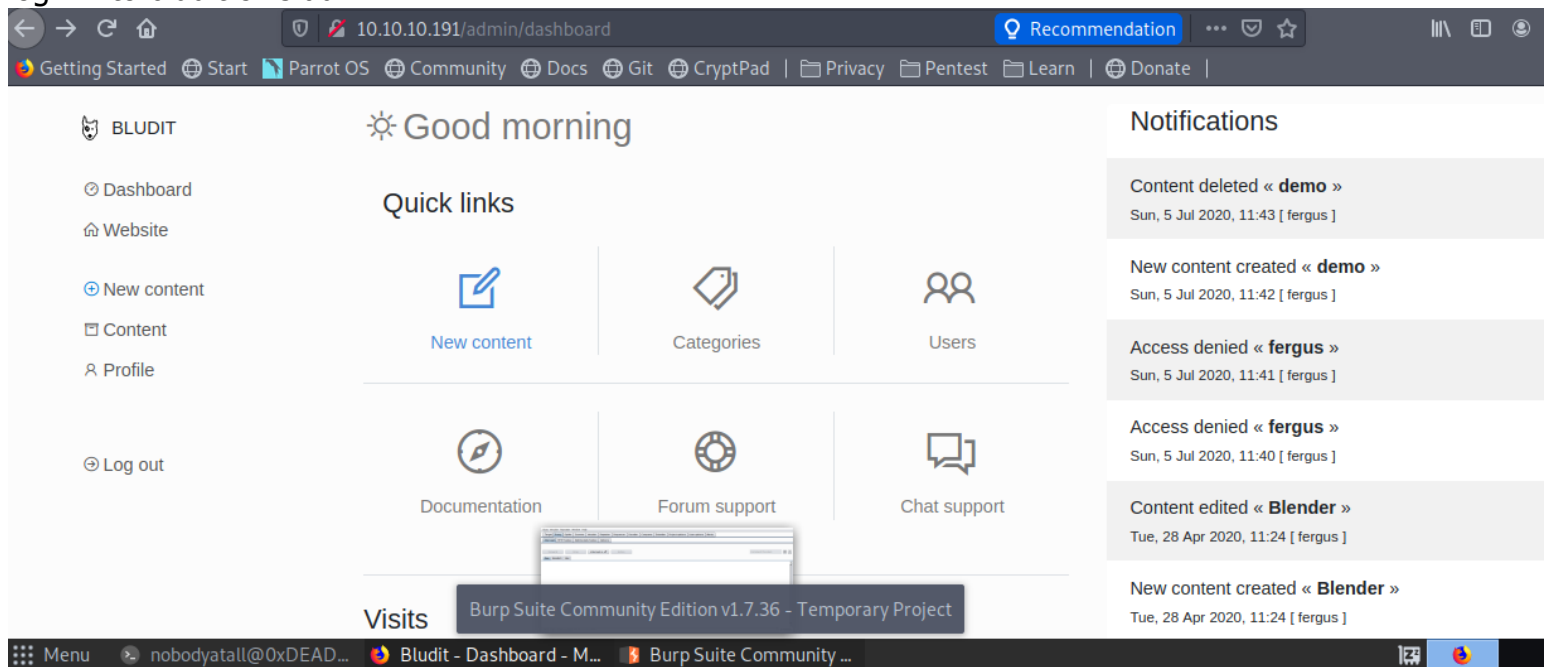 10.10.10.191/admin/dashboard
Recommendation
Getting Started Start Parrot OS Community Docs Git CryptPad | Privacy Pentest Learn | Donate |
BLUDIT
Dashboard
Website
New content
Content
Profile
Log out
Good morning
Quick links
New content
Categories
Users
Documentation
Forum support
Chat support
Visits
Notifications
Content deleted « demo »
Sun, 5 Jul 2020, 11:43 [ fergus ]
New content created « demo »
Sun, 5 Jul 2020, 11:42 [ fergus ]
Access denied « fergus »
Sun, 5 Jul 2020, 11:41 [ fergus ]
Access denied « fergus »
Sun, 5 Jul 2020, 11:40 [ fergus ]
Content edited « Blender »
Tue, 28 Apr 2020, 11:24 [ fergus ]
New content created « Blender »
Tue, 28 Apr 2020, 11:24 [ fergus ]
Burp Suite Community Edition v1.7.36 - Temporary Project
Menu nobodyatall@0xDEAD... Bludit - Dashboard - M... Burp Suite Community ...